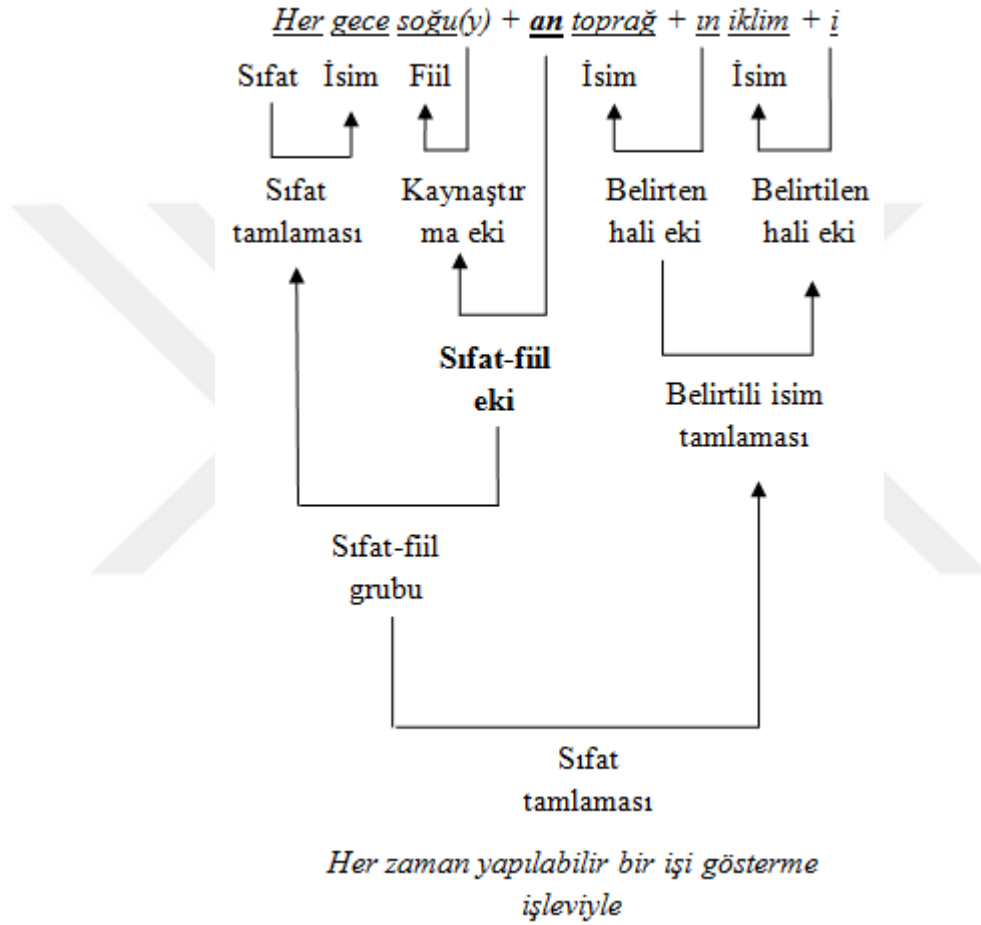 Her gece soğu(y) + an toprağ + ın iklim + i
Sıfat İsim Fiil İsim İsim
Sıfat Kaynaştır Belirten Belirtilen
tamlaması ma eki hali eki hali eki
Sıfat-fiil
eki
Belirtili isim
tamlaması
Sıfat-fiil
grubu
Sıfat
tamlaması
Her zaman yapılabilir bir işi gösterme
işleviyle